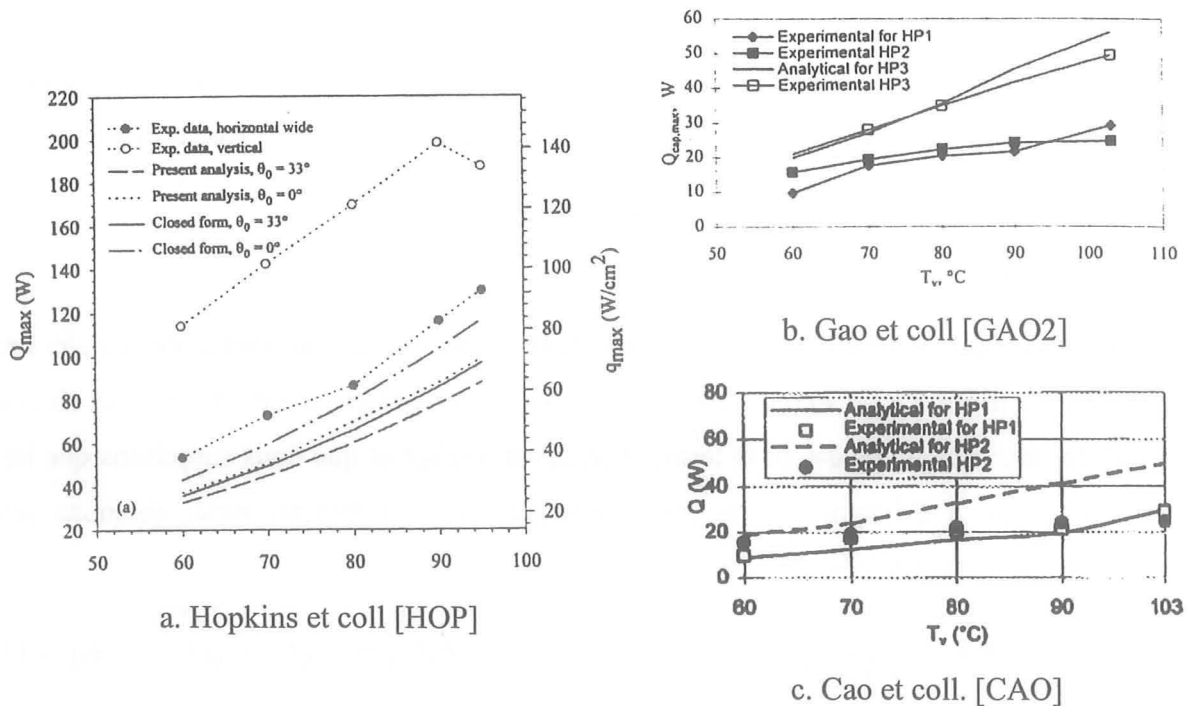 220
200
180
160
140
120
100
80
60
40
20
Q_max (W)
Exp. data, horizontal wide
Exp. data, vertical
Present analysis, θ₀ = 33°
Present analysis, θ₀ = 0°
Closed form, θ₀ = 33°
Closed form, θ₀ = 0°
(a)
140
120
100
80
60
40
20
q_max (W/cm²)
50 60 70 80 90 100
a. Hopkins et coll [HOP]
60
50
40
30
20
10
0
Q_cap,max, W
Experimental for HP1
Experimental HP2
Analytical for HP3
Experimental HP3
50 60 70 80 90 100 110
T_v, °C
b. Gao et coll [GAO2]
80
60
40
20
0
Q (W)
Analytical for HP1
Experimental for HP1
Analytical for HP2
Experimental HP2
60 70 80 90 103
T_v (°C)
c. Cao et coll. [CAO]